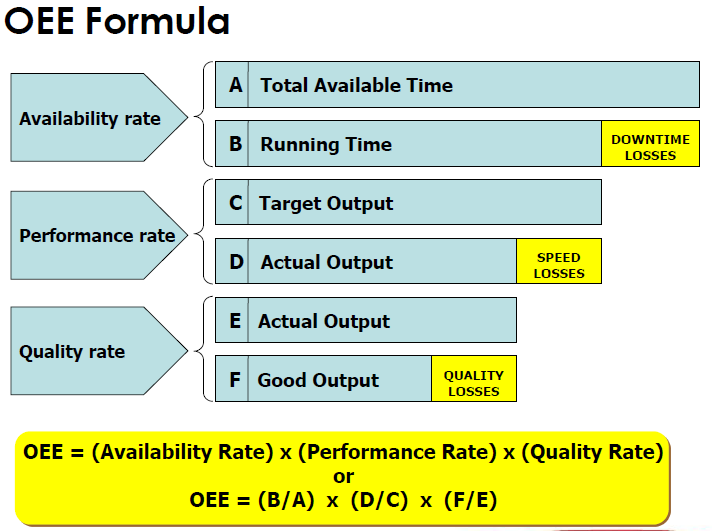 OEE Formula
Availability rate
A Total Available Time
B Running Time
DOWNTIME
LOSSES
Performance rate
C Target Output
D Actual Output
SPEED
LOSSES
Quality rate
E Actual Output
F Good Output
QUALITY
LOSSES
OEE = (Availability Rate) x (Performance Rate) x (Quality Rate)
or
OEE = (B/A) x (D/C) x (F/E)